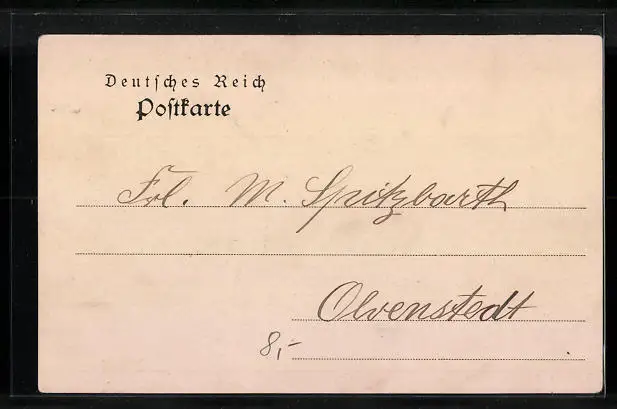 Deutſches Reich
Poſtkarte
Frl. M. Spitzbarth
Olvenstedt
8,-